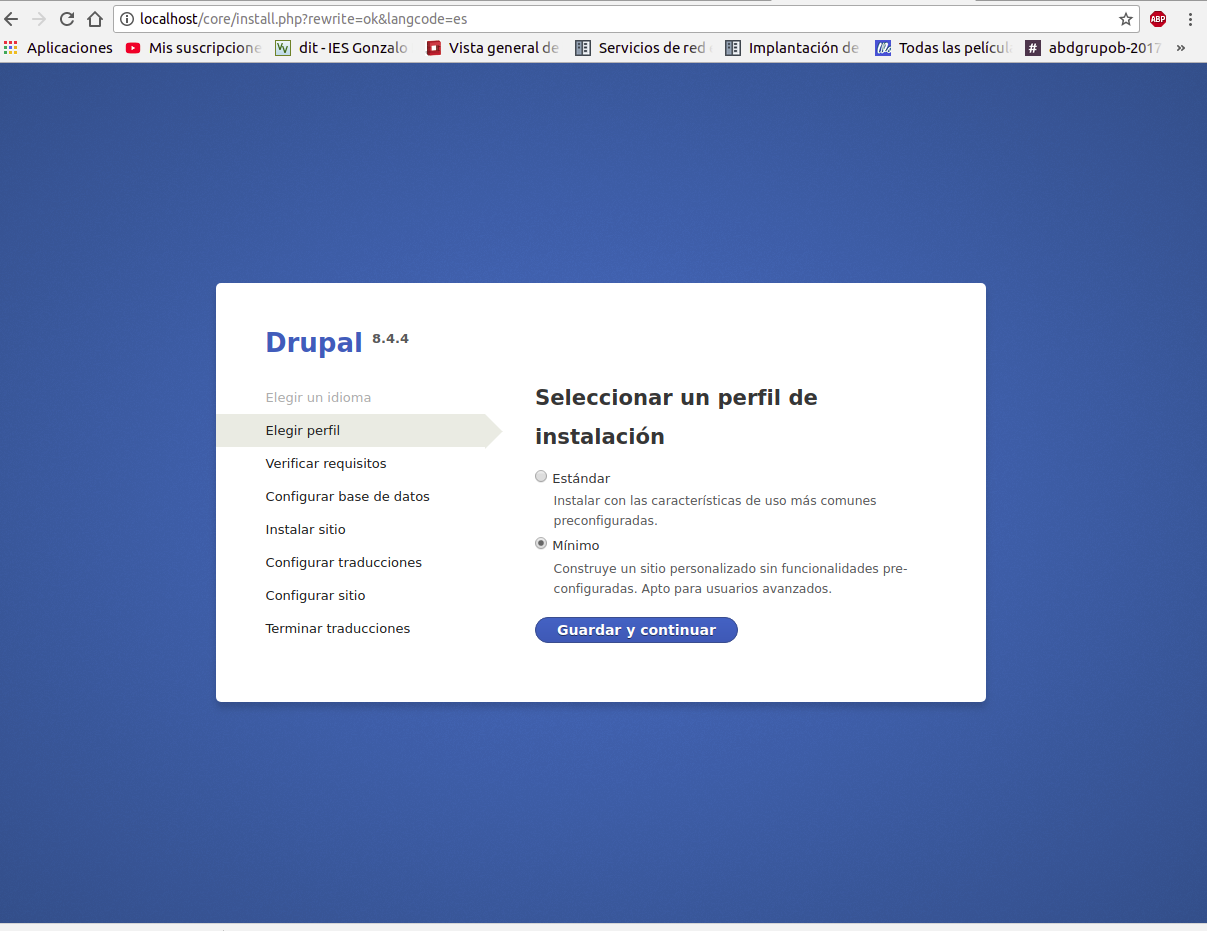 localhost/core/install.php?rewrite=ok&langcode=es
ABP
Aplicaciones Mis suscripcione dit - IES Gonzalo Vista general de Servicios de red Implantación de Todas las películ # abdgrupob-2017 »
Drupal 8.4.4
Elegir un idioma
Elegir perfil
Verificar requisitos
Configurar base de datos
Instalar sitio
Configurar traducciones
Configurar sitio
Terminar traducciones
Seleccionar un perfil de
instalación
Estándar
Instalar con las características de uso más comunes
preconfiguradas.
Mínimo
Construye un sitio personalizado sin funcionalidades pre-
configuradas. Apto para usuarios avanzados.
Guardar y continuar